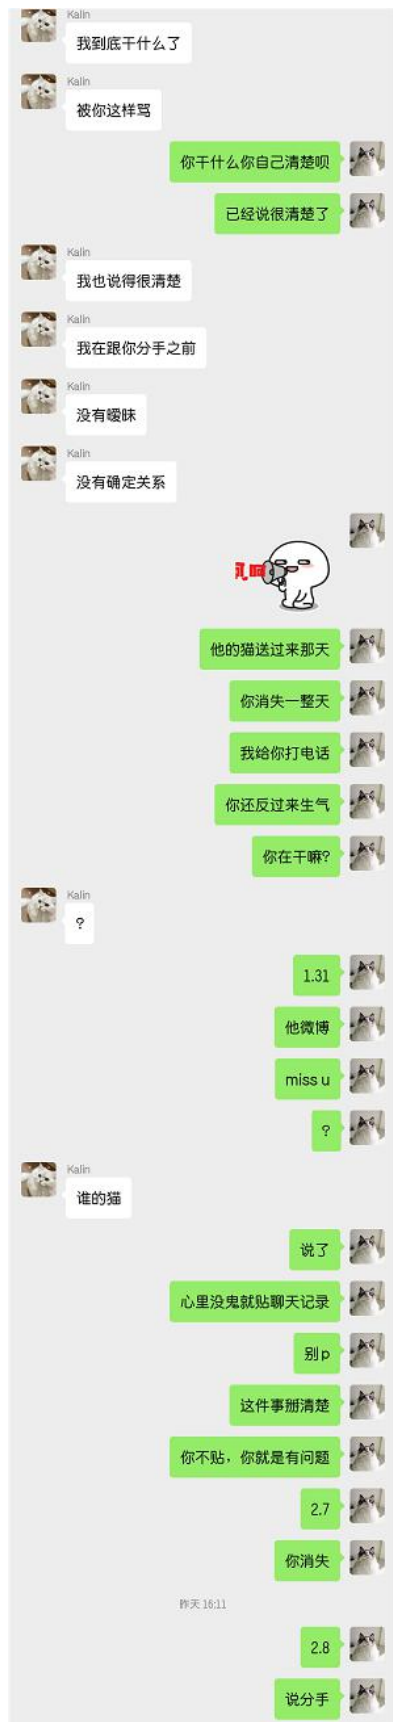 Kalin
我到底干什么了
Kalin
被你这样骂
你干什么你自己清楚呗
已经说很清楚了
Kalin
我也说得很清楚
Kalin
我在跟你分手之前
Kalin
没有暧昧
Kalin
没有确定关系
他的猫送过来那天
你消失一整天
我给你打电话
你还反过来生气
你在干嘛?
Kalin
?
1.31
他微博
miss u
?
Kalin
谁的猫
说了
心里没鬼就贴聊天记录
别p
这件事掰清楚
你不贴，你就是有问题
2.7
你消失
昨天 16:11
2.8
说分手